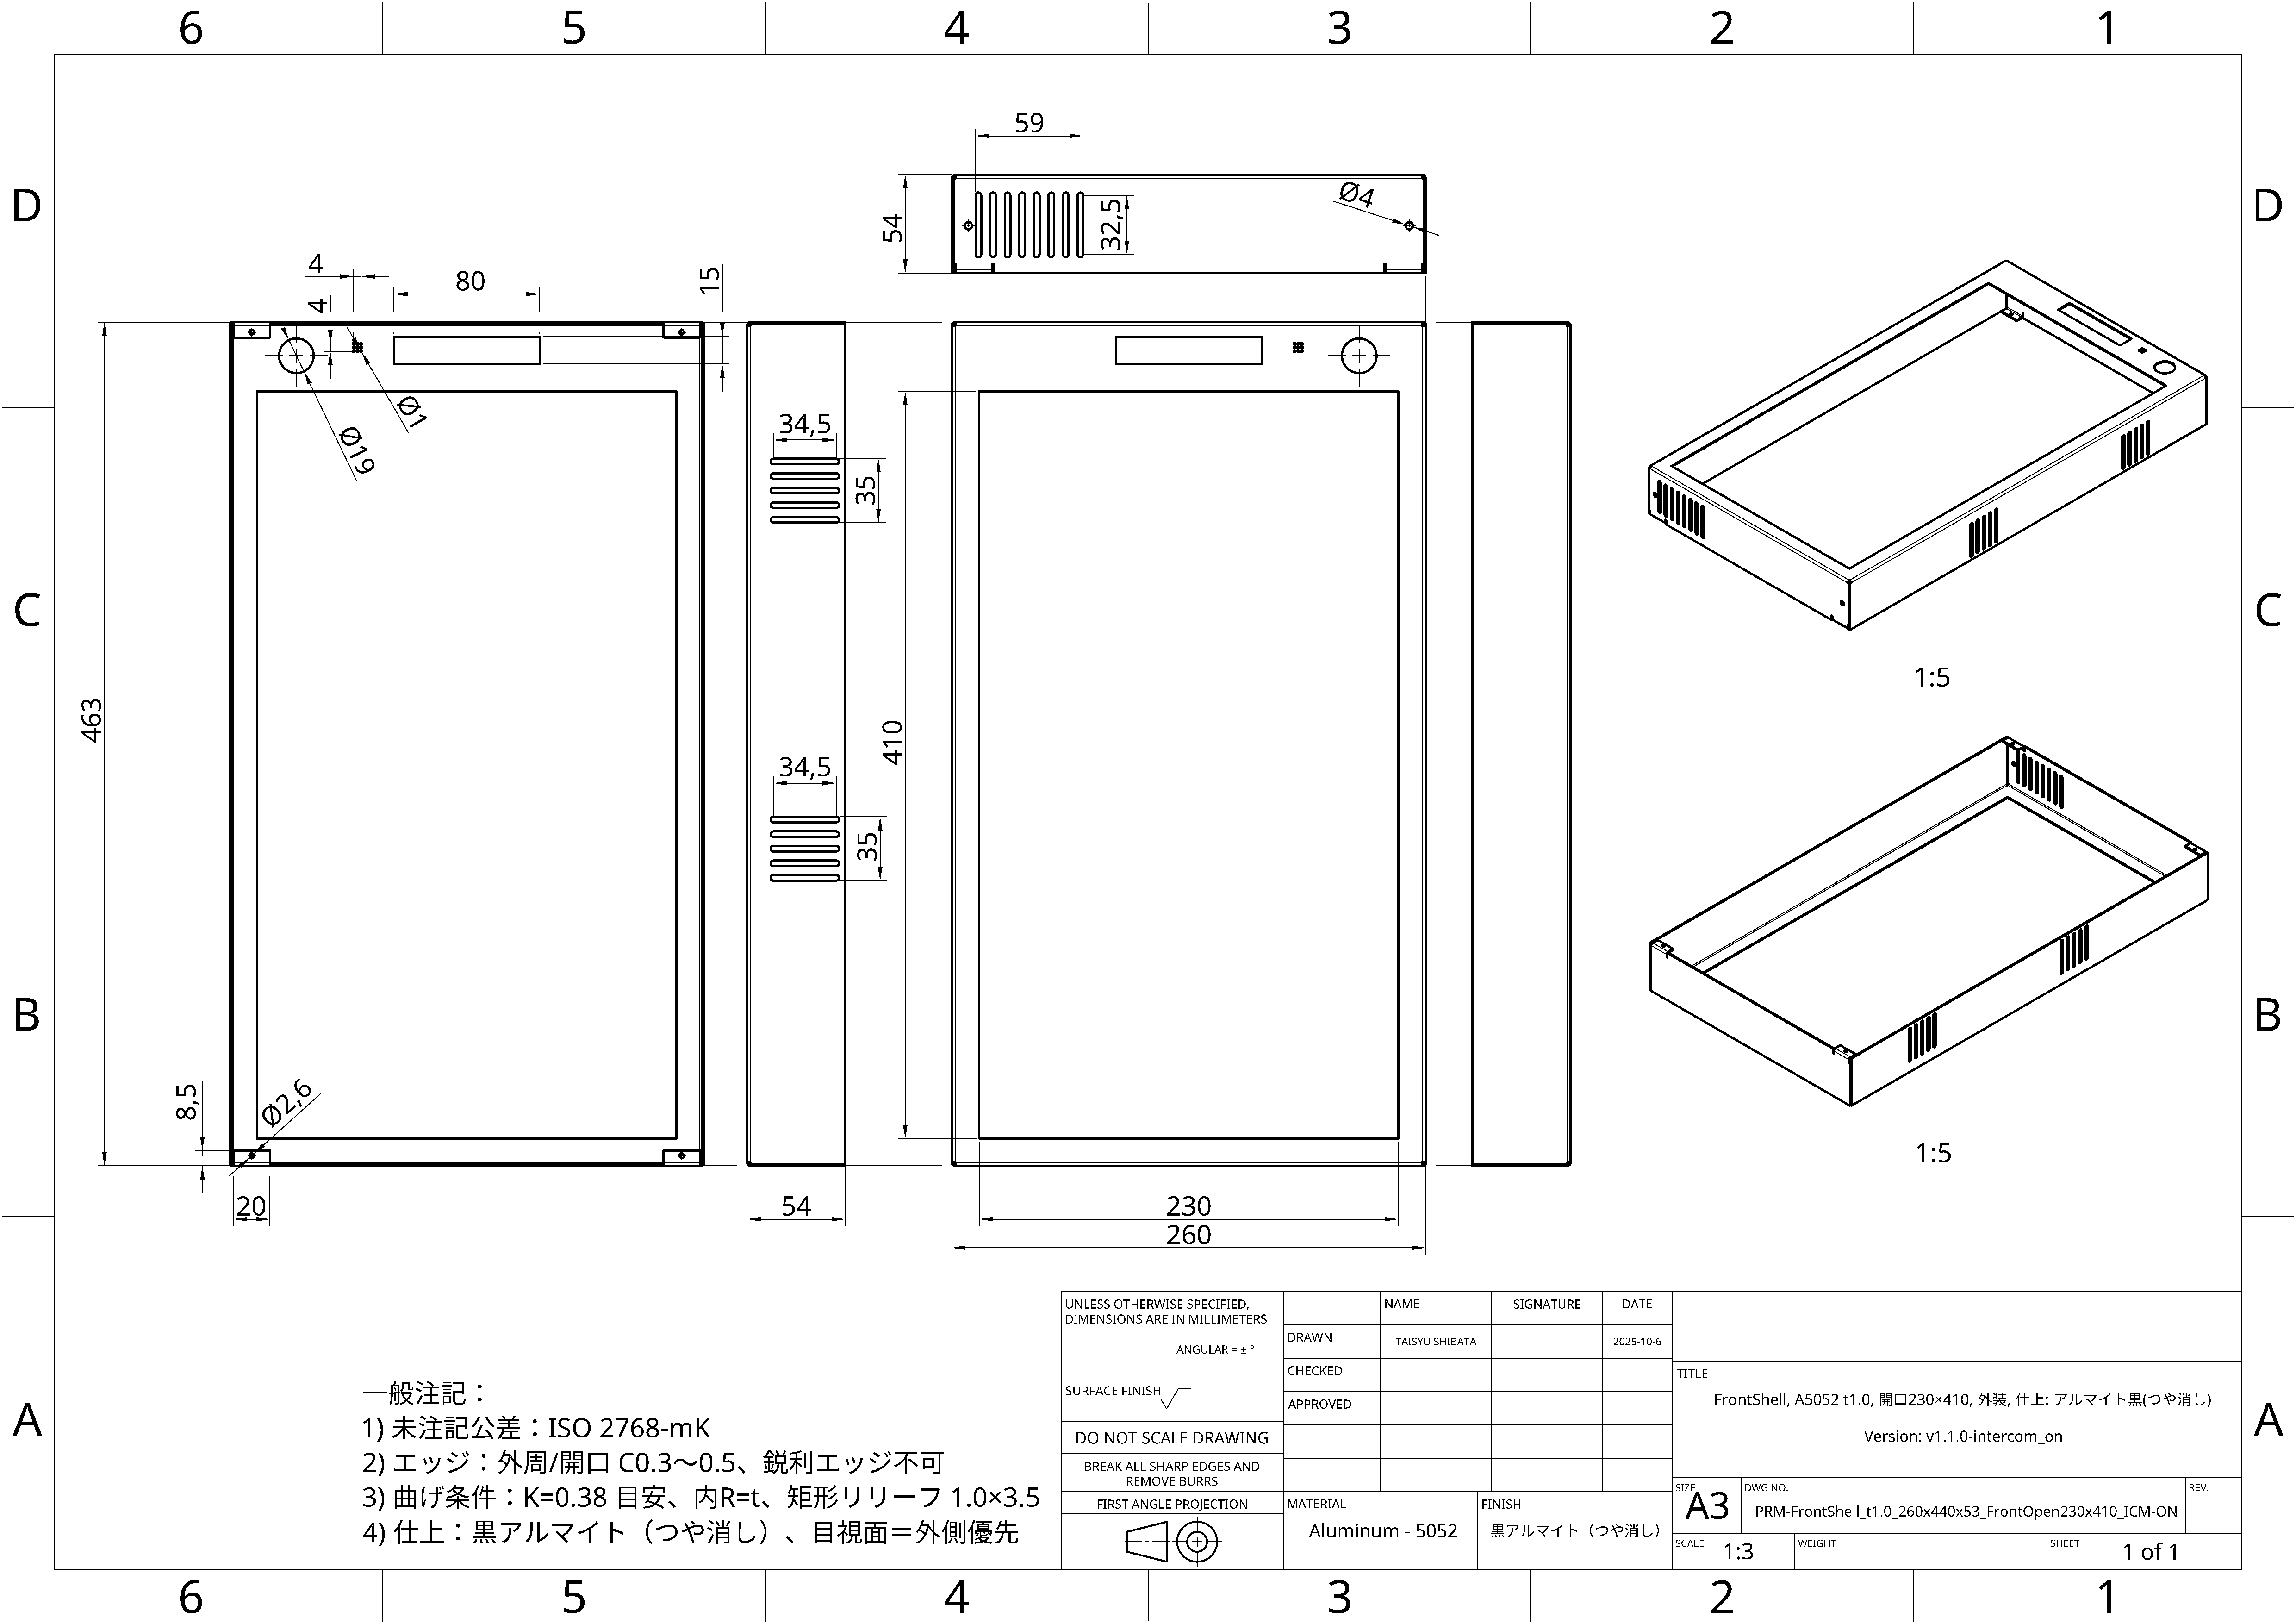 6 5 4 3 2 1
D
C
B
A
D
C
B
A
59
54
32,5
Ø4
4
4
80
15
Ø1
Ø19
463
8,5
Ø2,6
20
34,5
35
34,5
35
54
410
230
260
1:5
1:5
一般注記：
1) 未注記公差：ISO 2768-mK
2) エッジ：外周/開口 C0.3～0.5、鋭利エッジ不可
3) 曲げ条件：K=0.38 目安、内R=t、矩形リリーフ 1.0×3.5
4) 仕上：黒アルマイト（つや消し）、目視面＝外側優先
UNLESS OTHERWISE SPECIFIED,
DIMENSIONS ARE IN MILLIMETERS
ANGULAR = ± °
SURFACE FINISH
DO NOT SCALE DRAWING
BREAK ALL SHARP EDGES AND
REMOVE BURRS
FIRST ANGLE PROJECTION
NAME SIGNATURE DATE
DRAWN TAISYU SHIBATA 2025-10-6
CHECKED
APPROVED
MATERIAL
Aluminum - 5052
FINISH
黒アルマイト（つや消し）
TITLE
FrontShell, A5052 t1.0, 開口230×410, 外装, 仕上: アルマイト黒(つや消し)
Version: v1.1.0-intercom_on
SIZE
A3
DWG NO.
PRM-FrontShell_t1.0_260x440x53_FrontOpen230x410_ICM-ON
REV.
SCALE 1:3
WEIGHT
SHEET 1 of 1
6 5 4 3 2 1